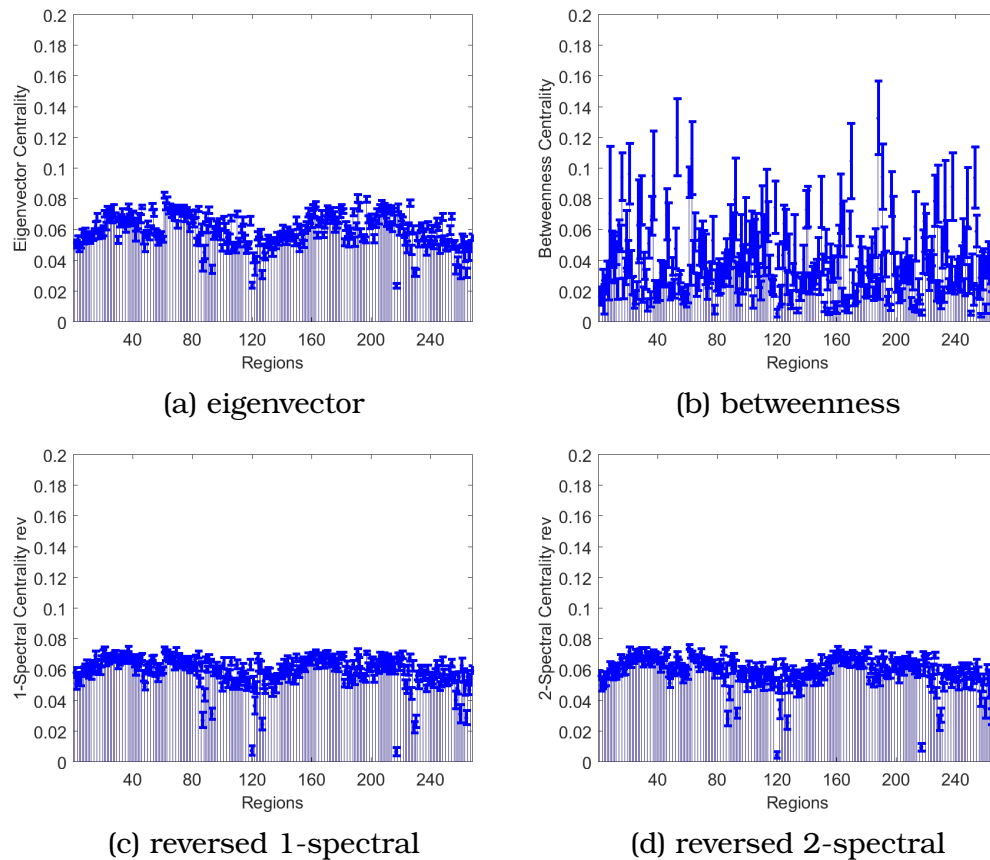 0.2
0.18
0.16
0.14
0.12
0.1
0.08
0.06
0.04
0.02
0
Eigenvector Centrality
40 80 120 160 200 240
Regions
(a) eigenvector
0.2
0.18
0.16
0.14
0.12
0.1
0.08
0.06
0.04
0.02
0
Betweenness Centrality
40 80 120 160 200 240
Regions
(b) betweenness
0.2
0.18
0.16
0.14
0.12
0.1
0.08
0.06
0.04
0.02
0
1-Spectral Centrality rev
40 80 120 160 200 240
Regions
(c) reversed 1-spectral
0.2
0.18
0.16
0.14
0.12
0.1
0.08
0.06
0.04
0.02
0
2-Spectral Centrality rev
40 80 120 160 200 240
Regions
(d) reversed 2-spectral